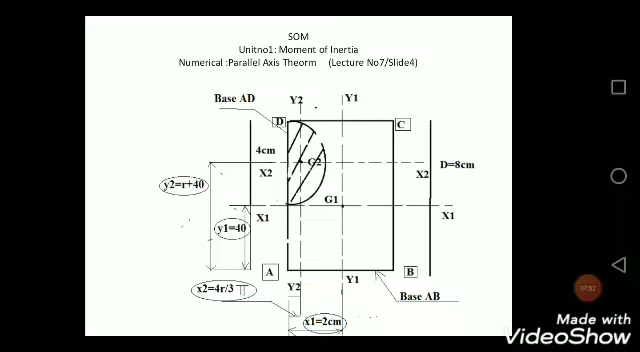 SOM
Unitno1: Moment of Inertia
Numerical :Parallel Axis Theorm (Lecture No7/Slide4)
Base AD
Y2
Y1
D
C
4cm
G2
D=8cm
X2
X2
y2=r+40
G1
X1
X1
y1=40
A
B
Y2
Y1
x2=4r/3 π
Base AB
x1=2cm
07:02
Made with
VideoShow